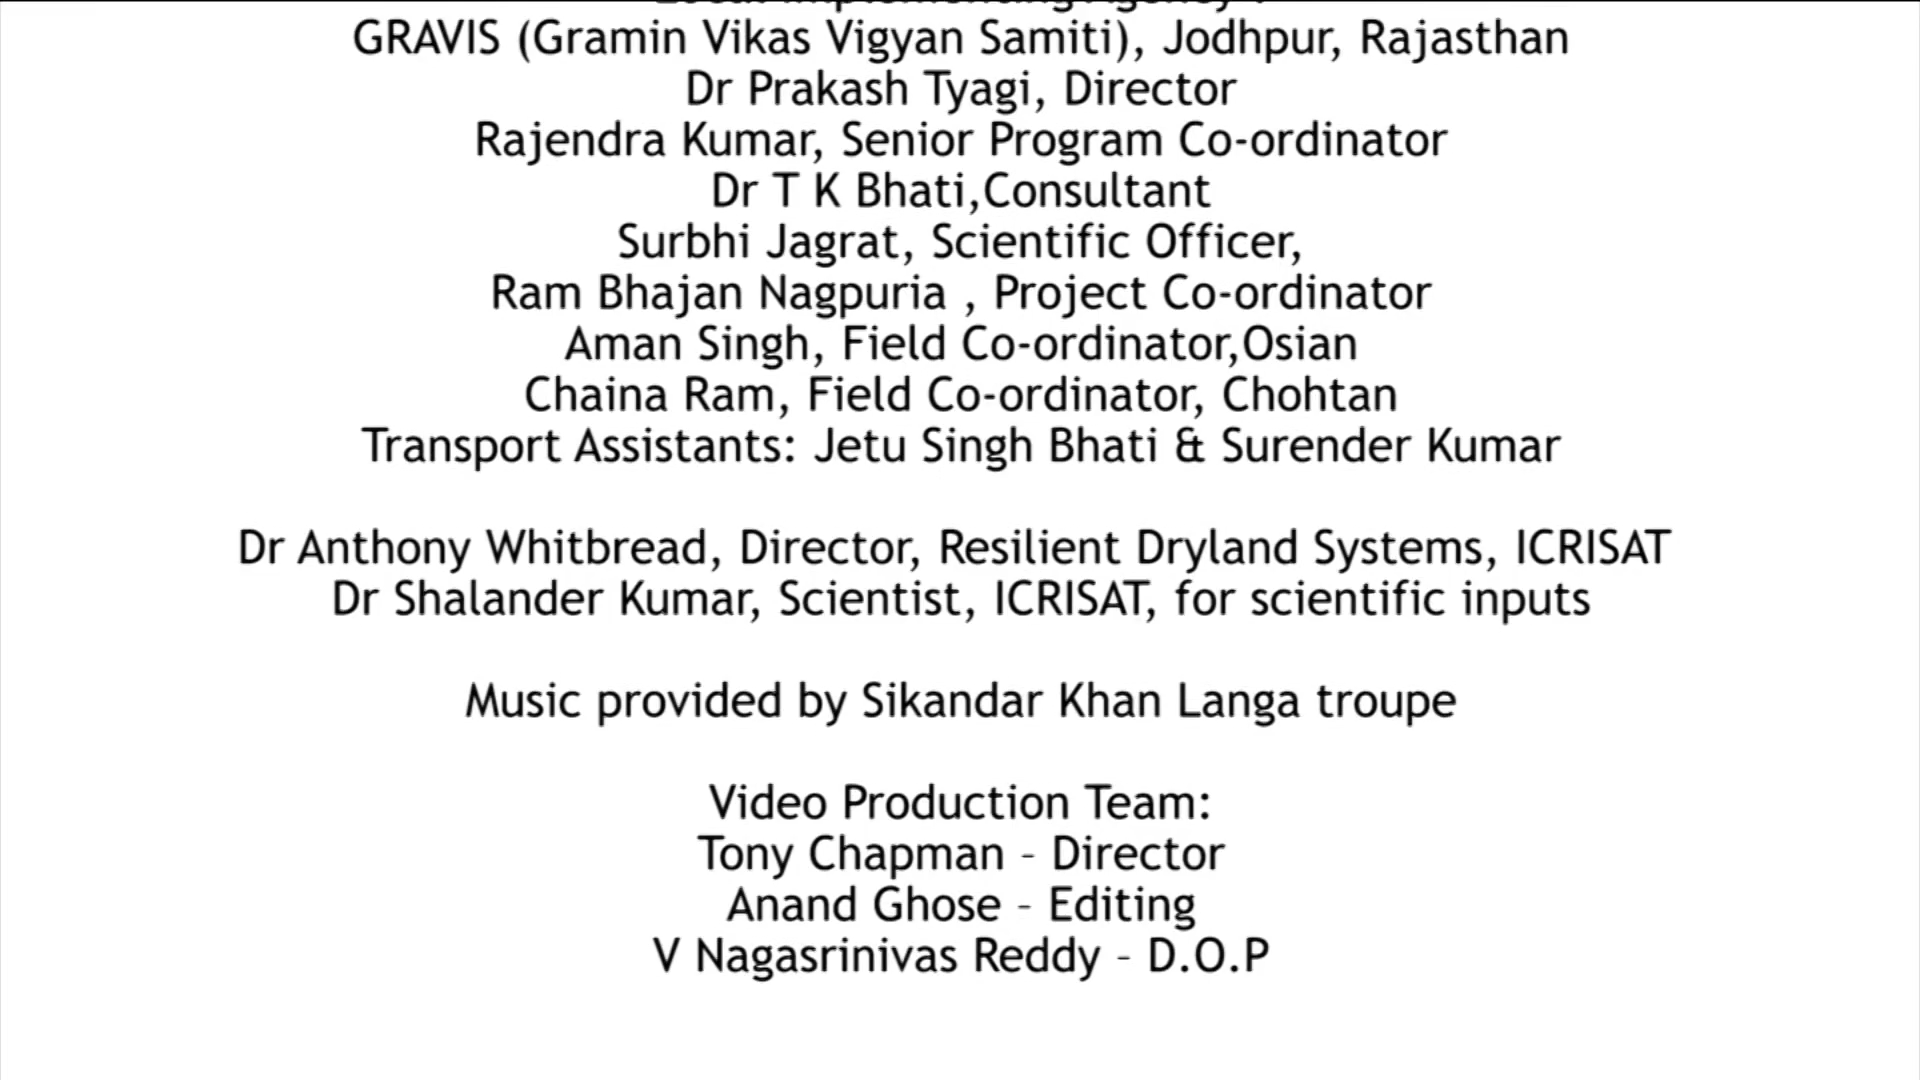 GRAVIS (Gramin Vikas Vigyan Samiti), Jodhpur, Rajasthan
Dr Prakash Tyagi, Director
Rajendra Kumar, Senior Program Co-ordinator
Dr T K Bhati,Consultant
Surbhi Jagrat, Scientific Officer,
Ram Bhajan Nagpuria , Project Co-ordinator
Aman Singh, Field Co-ordinator,Osian
Chaina Ram, Field Co-ordinator, Chohtan
Transport Assistants: Jetu Singh Bhati & Surender Kumar
Dr Anthony Whitbread, Director, Resilient Dryland Systems, ICRISAT
Dr Shalander Kumar, Scientist, ICRISAT, for scientific inputs
Music provided by Sikandar Khan Langa troupe
Video Production Team:
Tony Chapman – Director
Anand Ghose – Editing
V Nagasrinivas Reddy – D.O.P